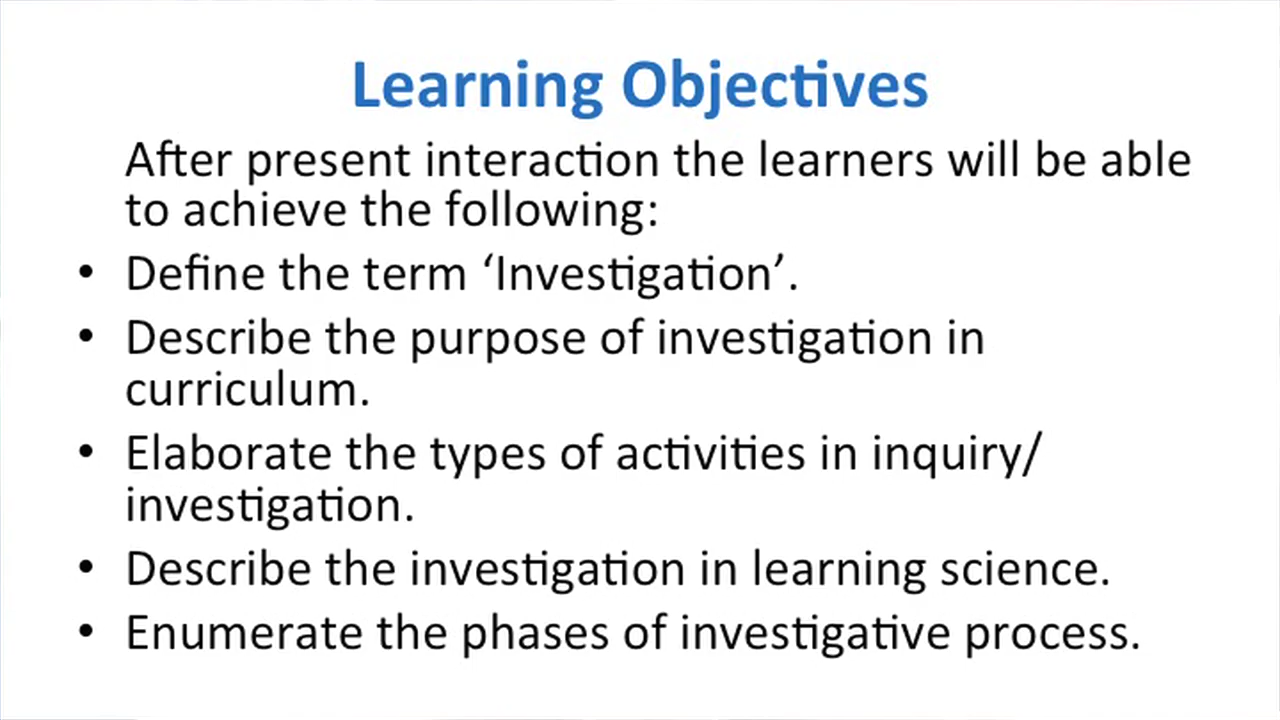 Learning Objectives
After present interaction the learners will be able
to achieve the following:
• Define the term ‘Investigation’.
• Describe the purpose of investigation in
curriculum.
• Elaborate the types of activities in inquiry/
investigation.
• Describe the investigation in learning science.
• Enumerate the phases of investigative process.